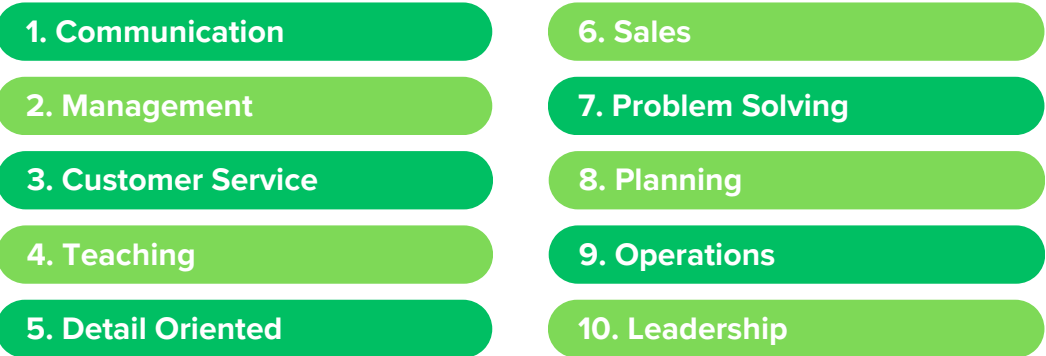 1. Communication
2. Management
3. Customer Service
4. Teaching
5. Detail Oriented
6. Sales
7. Problem Solving
8. Planning
9. Operations
10. Leadership